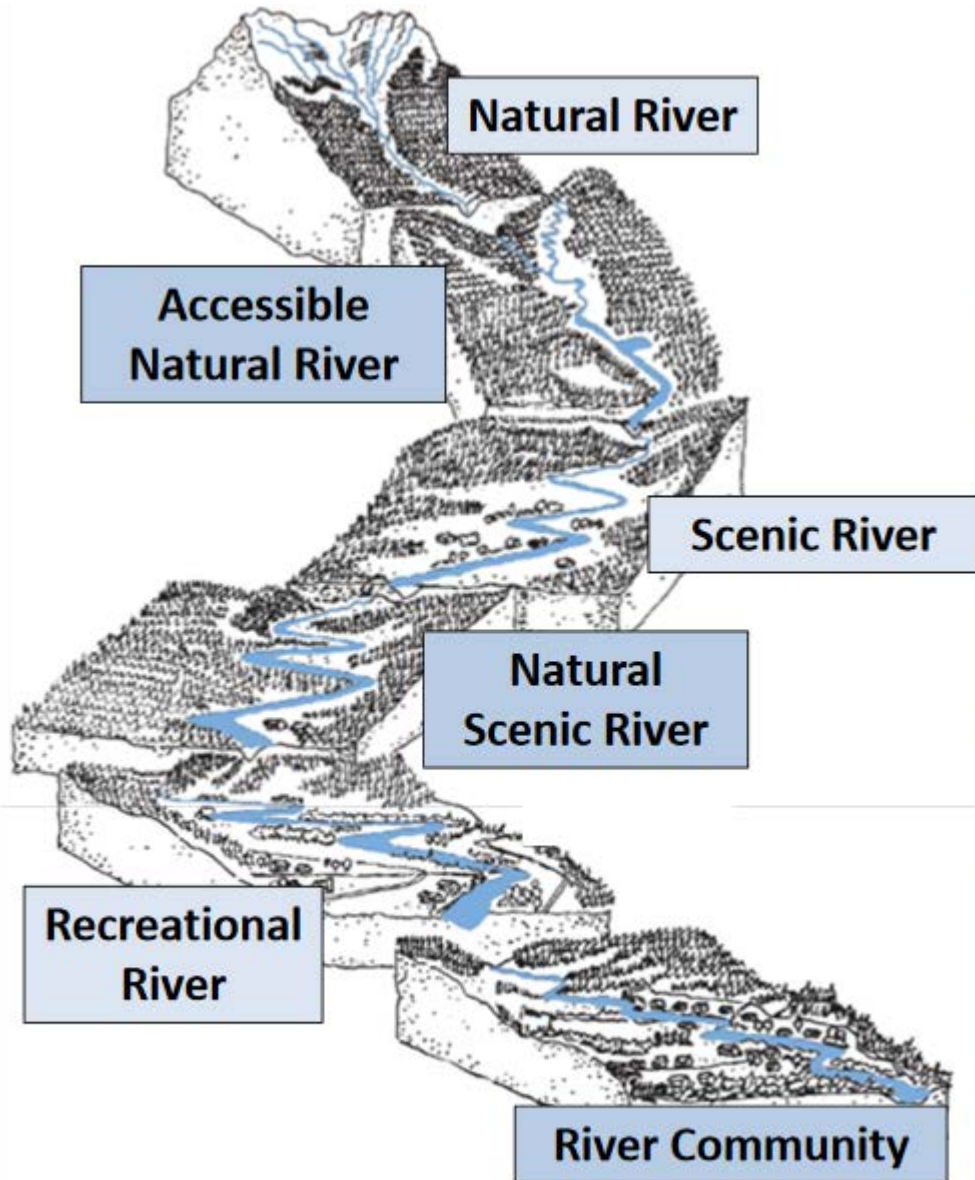 Natural River
Accessible
Natural River
Scenic River
Natural
Scenic River
Recreational
River
River Community